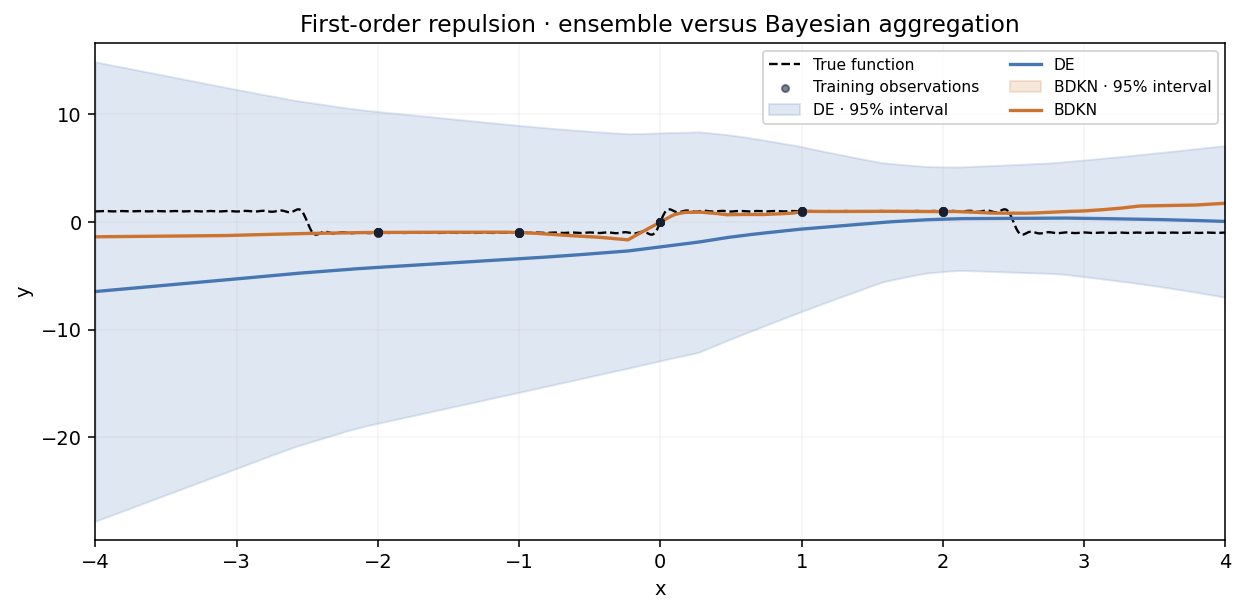 First-order repulsion · ensemble versus Bayesian aggregation
True function
Training observations
DE · 95% interval
DE
BDKN · 95% interval
BDKN
10
0
−10
−20
y
−4 −3 −2 −1 0 1 2 3 4
x